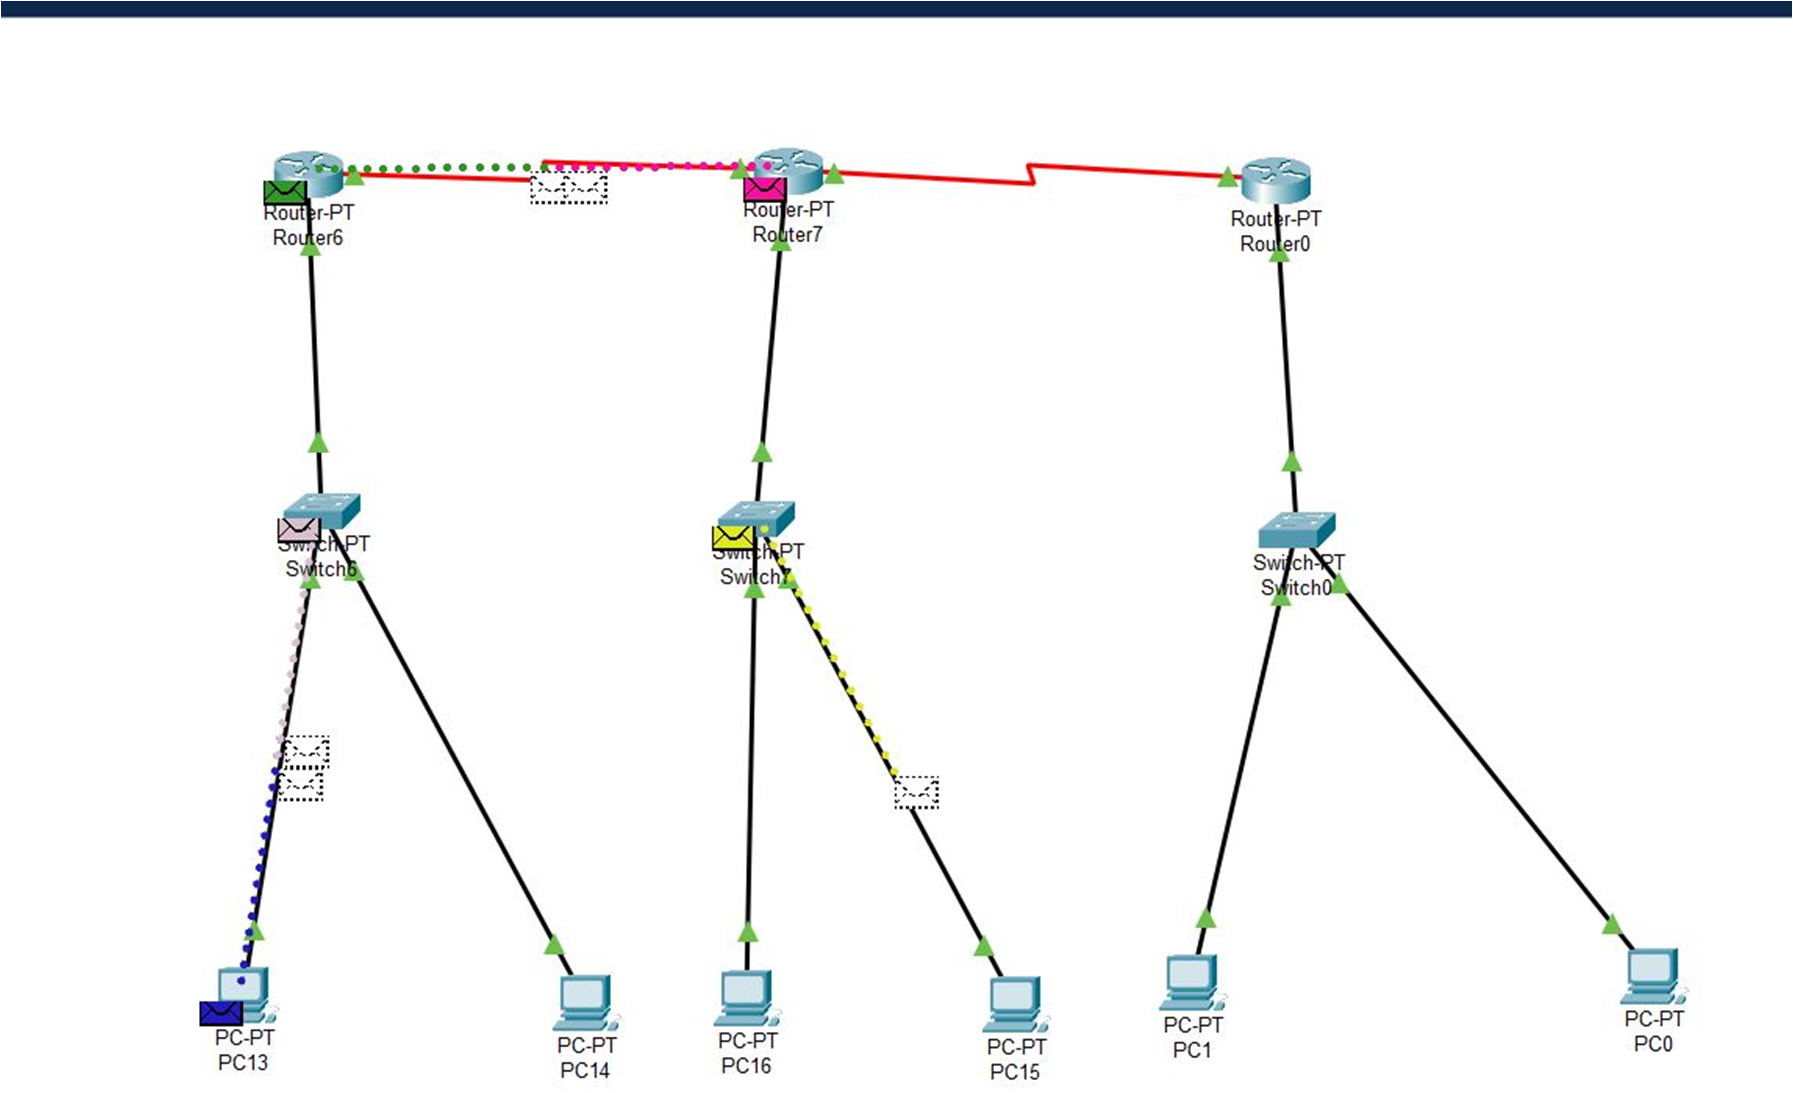 Router-PT
Router6
Router-PT
Router7
Router-PT
Router0
Switch-PT
Switch6
Switch-PT
Switch7
Switch-PT
Switch0
PC-PT
PC13
PC-PT
PC14
PC-PT
PC16
PC-PT
PC15
PC-PT
PC1
PC-PT
PC0